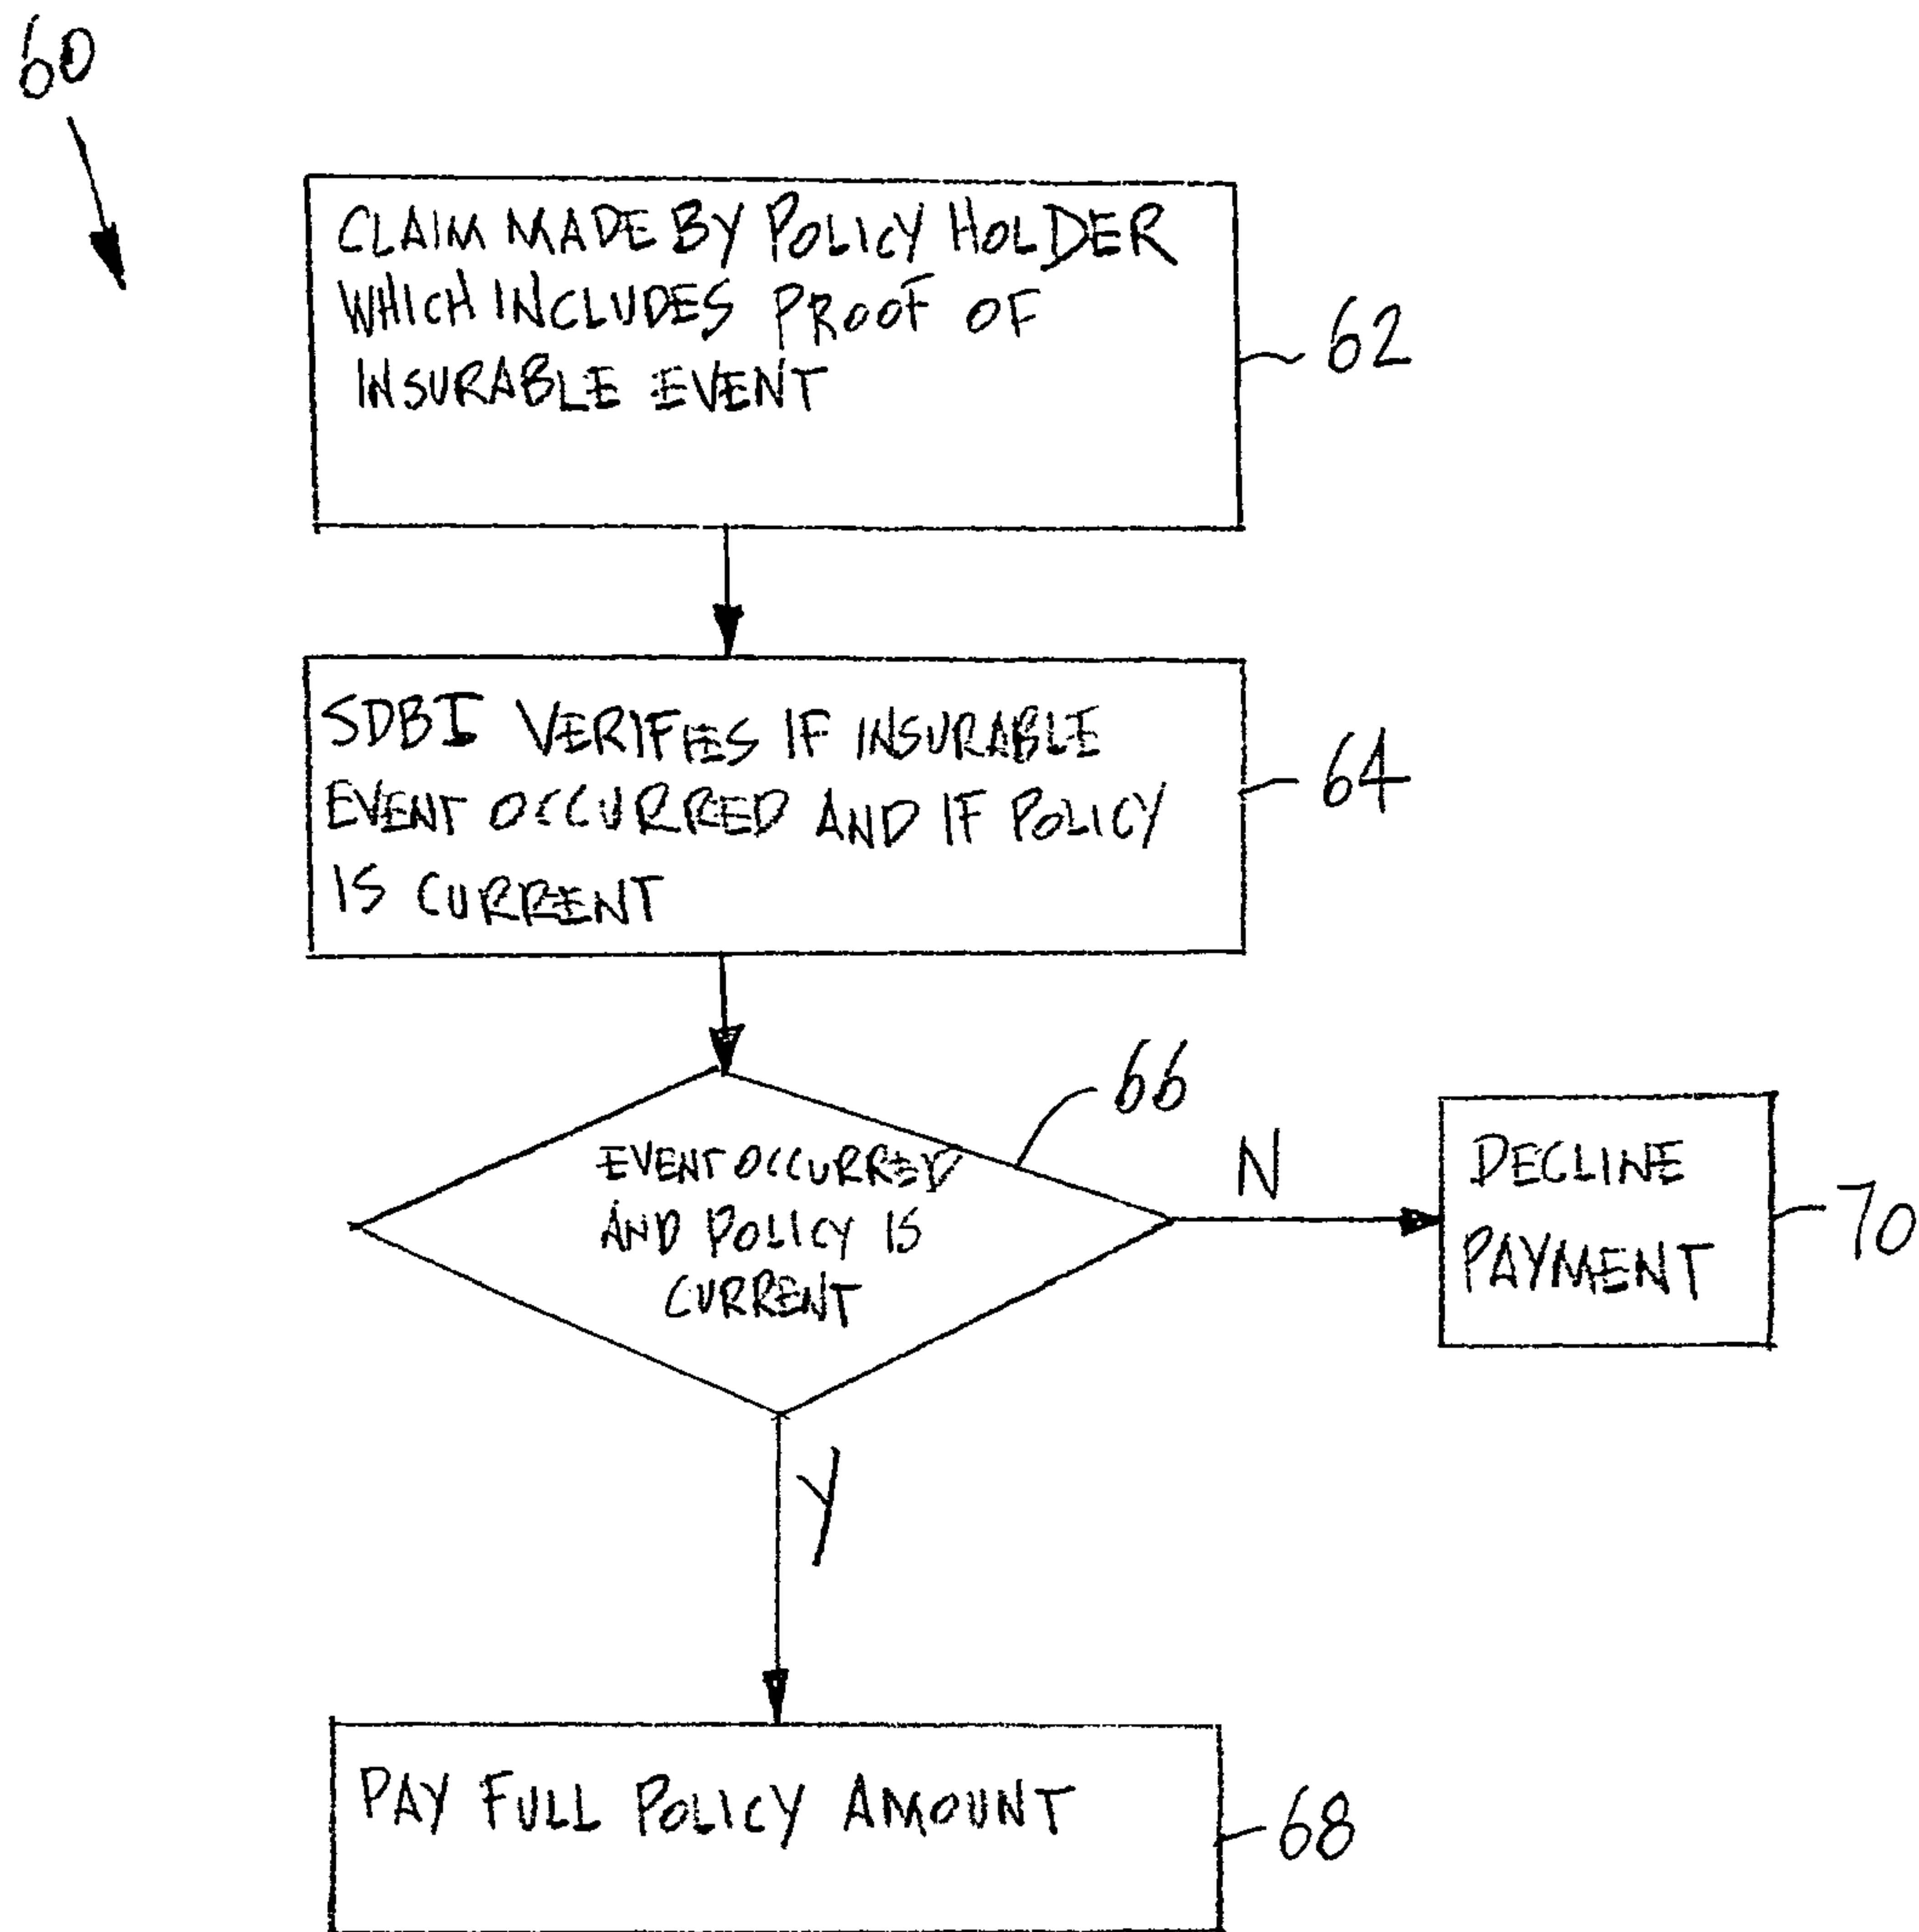 60
CLAIM MADE BY POLICY HOLDER
WHICH INCLUDES PROOF OF
INSURABLE EVENT
62
SDBI VERIFIES IF INSURABLE
EVENT OCCURRED AND IF POLICY
IS CURRENT
64
66
EVENT OCCURRED
AND POLICY IS
CURRENT
N
DECLINE
PAYMENT
70
Y
PAY FULL POLICY AMOUNT
68